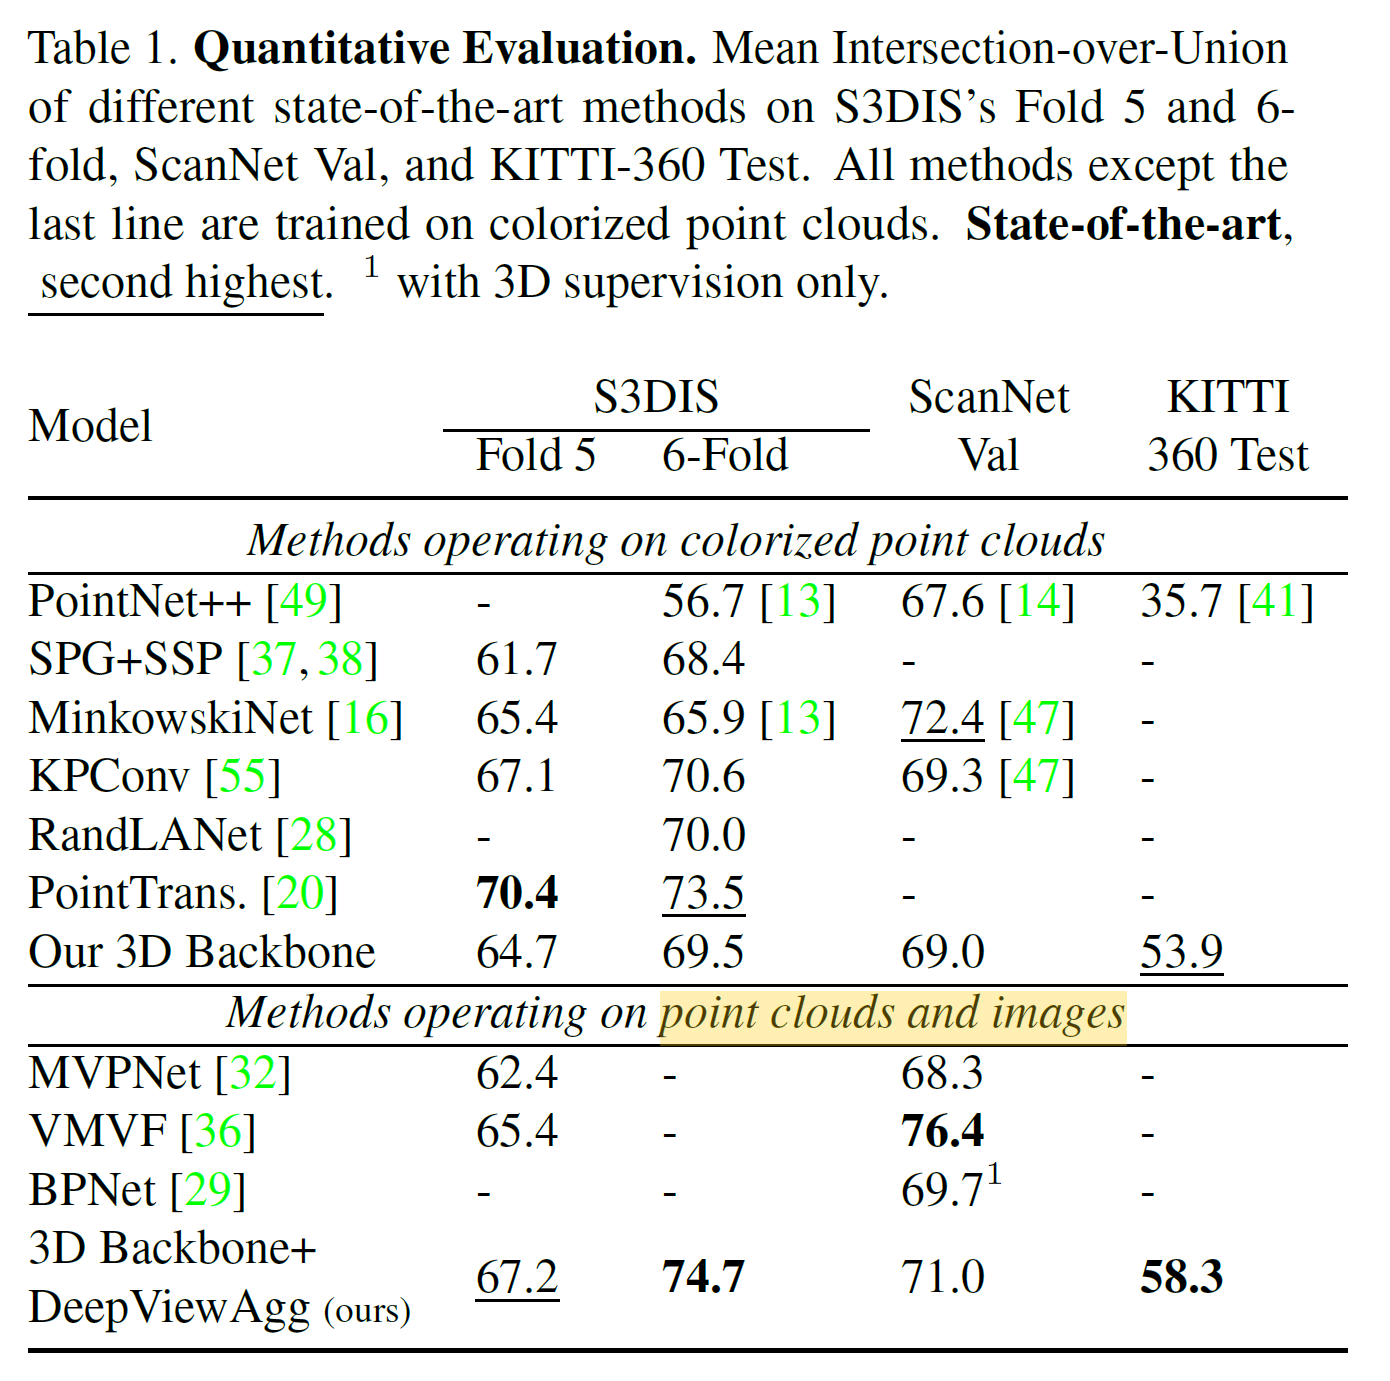 Table 1. Quantitative Evaluation. Mean Intersection-over-Union
of different state-of-the-art methods on S3DIS's Fold 5 and 6-
fold, ScanNet Val, and KITTI-360 Test. All methods except the
last line are trained on colorized point clouds. State-of-the-art,
second highest. ¹ with 3D supervision only.
Model S3DIS ScanNet KITTI
Fold 5 6-Fold Val 360 Test
Methods operating on colorized point clouds
PointNet++ [49] - 56.7 [13] 67.6 [14] 35.7 [41]
SPG+SSP [37, 38] 61.7 68.4 - -
MinkowskiNet [16] 65.4 65.9 [13] 72.4 [47] -
KPConv [55] 67.1 70.6 69.3 [47] -
RandLANet [28] - 70.0 - -
PointTrans. [20] 70.4 73.5 - -
Our 3D Backbone 64.7 69.5 69.0 53.9
Methods operating on point clouds and images
MVPNet [32] 62.4 - 68.3 -
VMVF [36] 65.4 - 76.4 -
BPNet [29] - - 69.7¹ -
3D Backbone+
DeepViewAgg (ours) 67.2 74.7 71.0 58.3